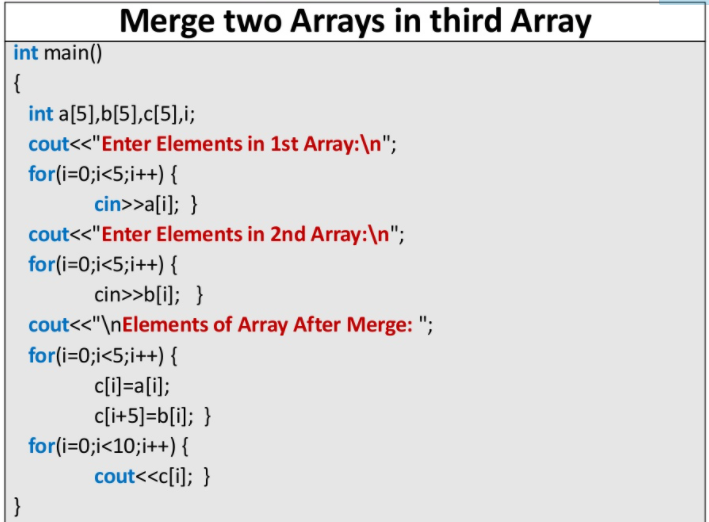 Merge two Arrays in third Array
int main()
{
int a[5],b[5],c[5],i;
cout<<"Enter Elements in 1st Array:\n";
for(i=0;i<5;i++) {
cin>>a[i]; }
cout<<"Enter Elements in 2nd Array:\n";
for(i=0;i<5;i++) {
cin>>b[i]; }
cout<<"\nElements of Array After Merge: ";
for(i=0;i<5;i++) {
c[i]=a[i];
c[i+5]=b[i]; }
for(i=0;i<10;i++) {
cout<<c[i]; }
}